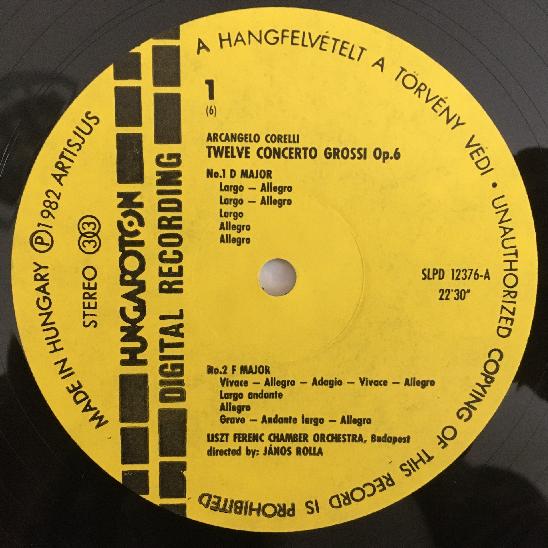 A HANGFELVÉTELT A TÖRVÉNY VÉDI • UNAUTHORIZED COPYING OF THIS RECORD IS PROHIBITED
MADE IN HUNGARY Ⓟ 1982 ARTISJUS
STEREO 33
HUNGAROTON
DIGITAL RECORDING
1
(6)
ARCANGELO CORELLI
TWELVE CONCERTO GROSSI Op.6
No.1 D MAJOR
Largo — Allegro
Largo — Allegro
Largo
Allegro
Allegro
SLPD 12376-A
22'30"
No.2 F MAJOR
Vivace — Allegro — Adagio — Vivace — Allegro
Largo andante
Allegro
Grave — Andante largo — Allegro
LISZT FERENC CHAMBER ORCHESTRA, Budapest
directed by: JÁNOS ROLLA